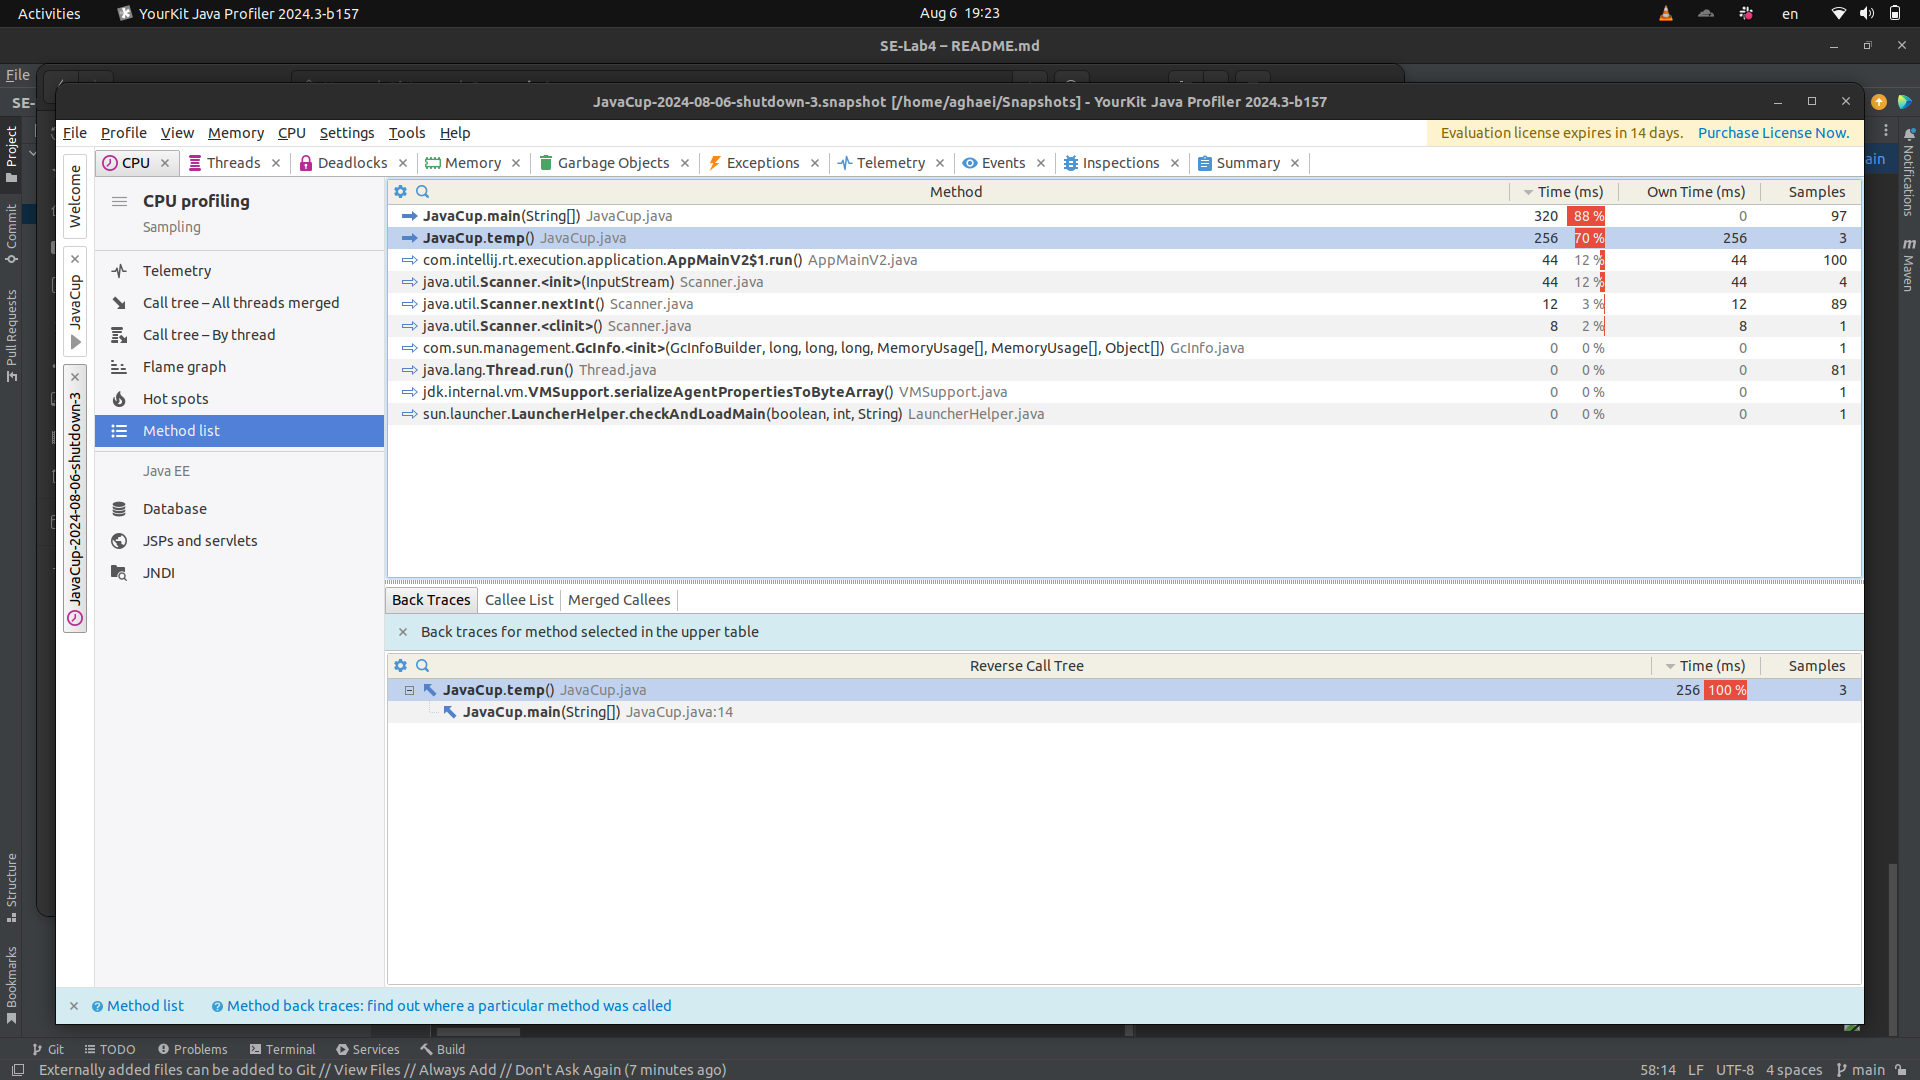 Activities
YourKit Java Profiler 2024.3-b157
Aug 6 19:23
en
SE-Lab4 – README.md
File
SE-
JavaCup-2024-08-06-shutdown-3.snapshot [/home/aghaei/Snapshots] - YourKit Java Profiler 2024.3-b157
File Profile View Memory CPU Settings Tools Help
Evaluation license expires in 14 days. Purchase License Now.
CPU Threads Deadlocks Memory Garbage Objects Exceptions Telemetry Events Inspections Summary
ain
Project
Commit
Pull Requests
Structure
Bookmarks
Welcome
JavaCup
JavaCup-2024-08-06-shutdown-3
Notifications
m Maven
CPU profiling
Sampling
Telemetry
Call tree – All threads merged
Call tree – By thread
Flame graph
Hot spots
Method list
Java EE
Database
JSPs and servlets
JNDI
Method Time (ms) Own Time (ms) Samples
JavaCup.main(String[]) JavaCup.java 320 88 % 0 97
JavaCup.temp() JavaCup.java 256 70 % 256 3
com.intellij.rt.execution.application.AppMainV2$1.run() AppMainV2.java 44 12 % 44 100
java.util.Scanner.<init>(InputStream) Scanner.java 44 12 % 44 4
java.util.Scanner.nextInt() Scanner.java 12 3 % 12 89
java.util.Scanner.<clinit>() Scanner.java 8 2 % 8 1
com.sun.management.GcInfo.<init>(GcInfoBuilder, long, long, long, MemoryUsage[], MemoryUsage[], Object[]) GcInfo.java 0 0 % 0 1
java.lang.Thread.run() Thread.java 0 0 % 0 81
jdk.internal.vm.VMSupport.serializeAgentPropertiesToByteArray() VMSupport.java 0 0 % 0 1
sun.launcher.LauncherHelper.checkAndLoadMain(boolean, int, String) LauncherHelper.java 0 0 % 0 1
Back Traces Callee List Merged Callees
Back traces for method selected in the upper table
Reverse Call Tree Time (ms) Samples
JavaCup.temp() JavaCup.java 256 100 % 3
JavaCup.main(String[]) JavaCup.java:14
Method list Method back traces: find out where a particular method was called
Git TODO Problems Terminal Services Build
Externally added files can be added to Git // View Files // Always Add // Don't Ask Again (7 minutes ago)
58:14 LF UTF-8 4 spaces main